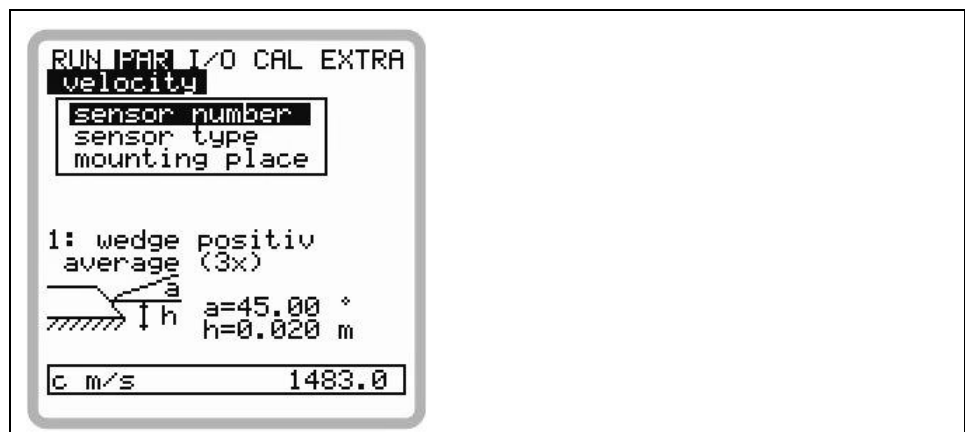 RUN PAR I/O CAL EXTRA
velocity
sensor number
sensor type
mounting place
1: wedge positiv
average (3x)
a
h
a=45.00 °
h=0.020 m
c m/s 1483.0